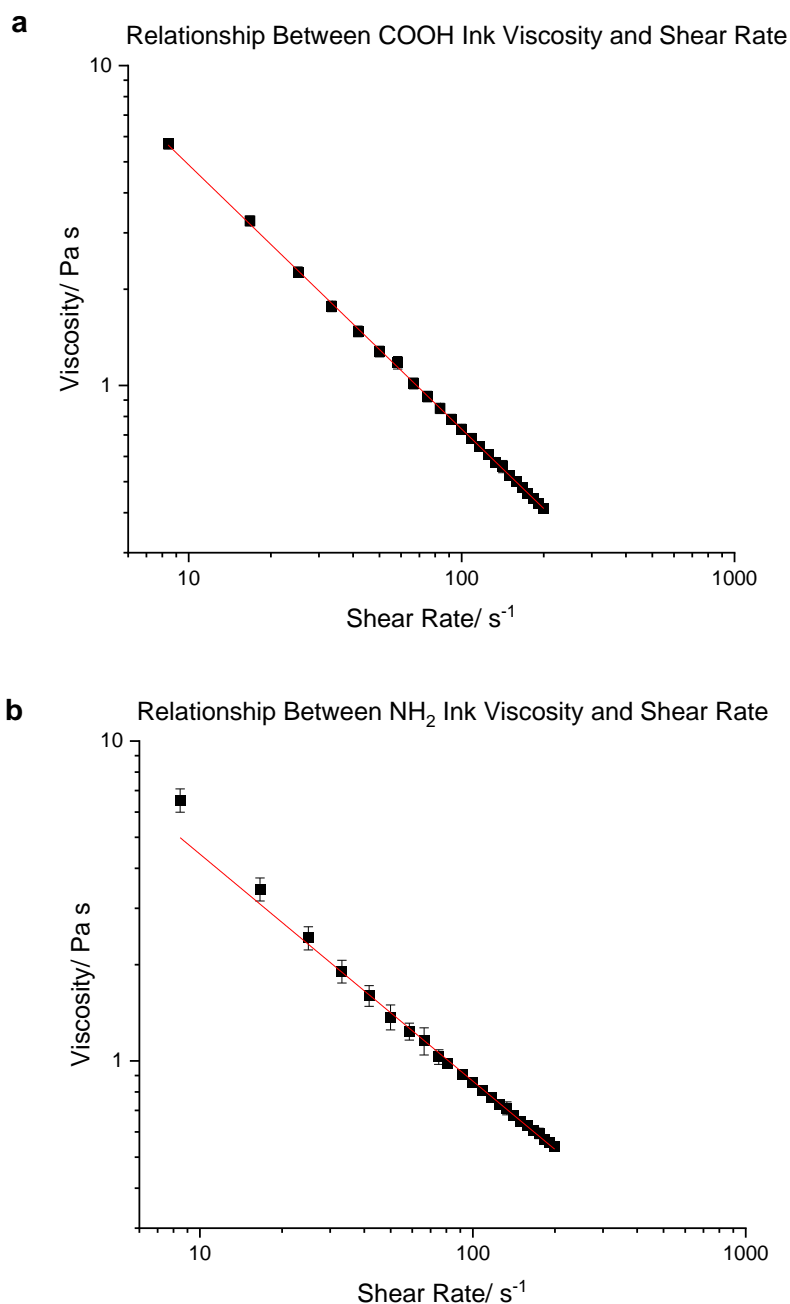 a
Relationship Between COOH Ink Viscosity and Shear Rate
10
1
Viscosity/ Pa s
10 100 1000
Shear Rate/ s⁻¹
b
Relationship Between NH₂ Ink Viscosity and Shear Rate
10
1
Viscosity/ Pa s
10 100 1000
Shear Rate/ s⁻¹